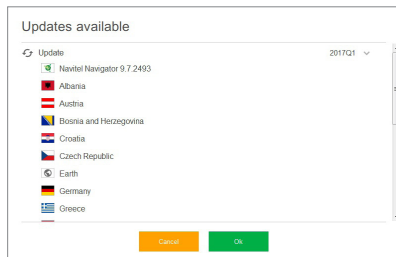 Updates available
Update 2017Q1
Navitel Navigator 9.7.2493
Albania
Austria
Bosnia and Herzegovina
Croatia
Czech Republic
Earth
Germany
Greece
Cancel Ok